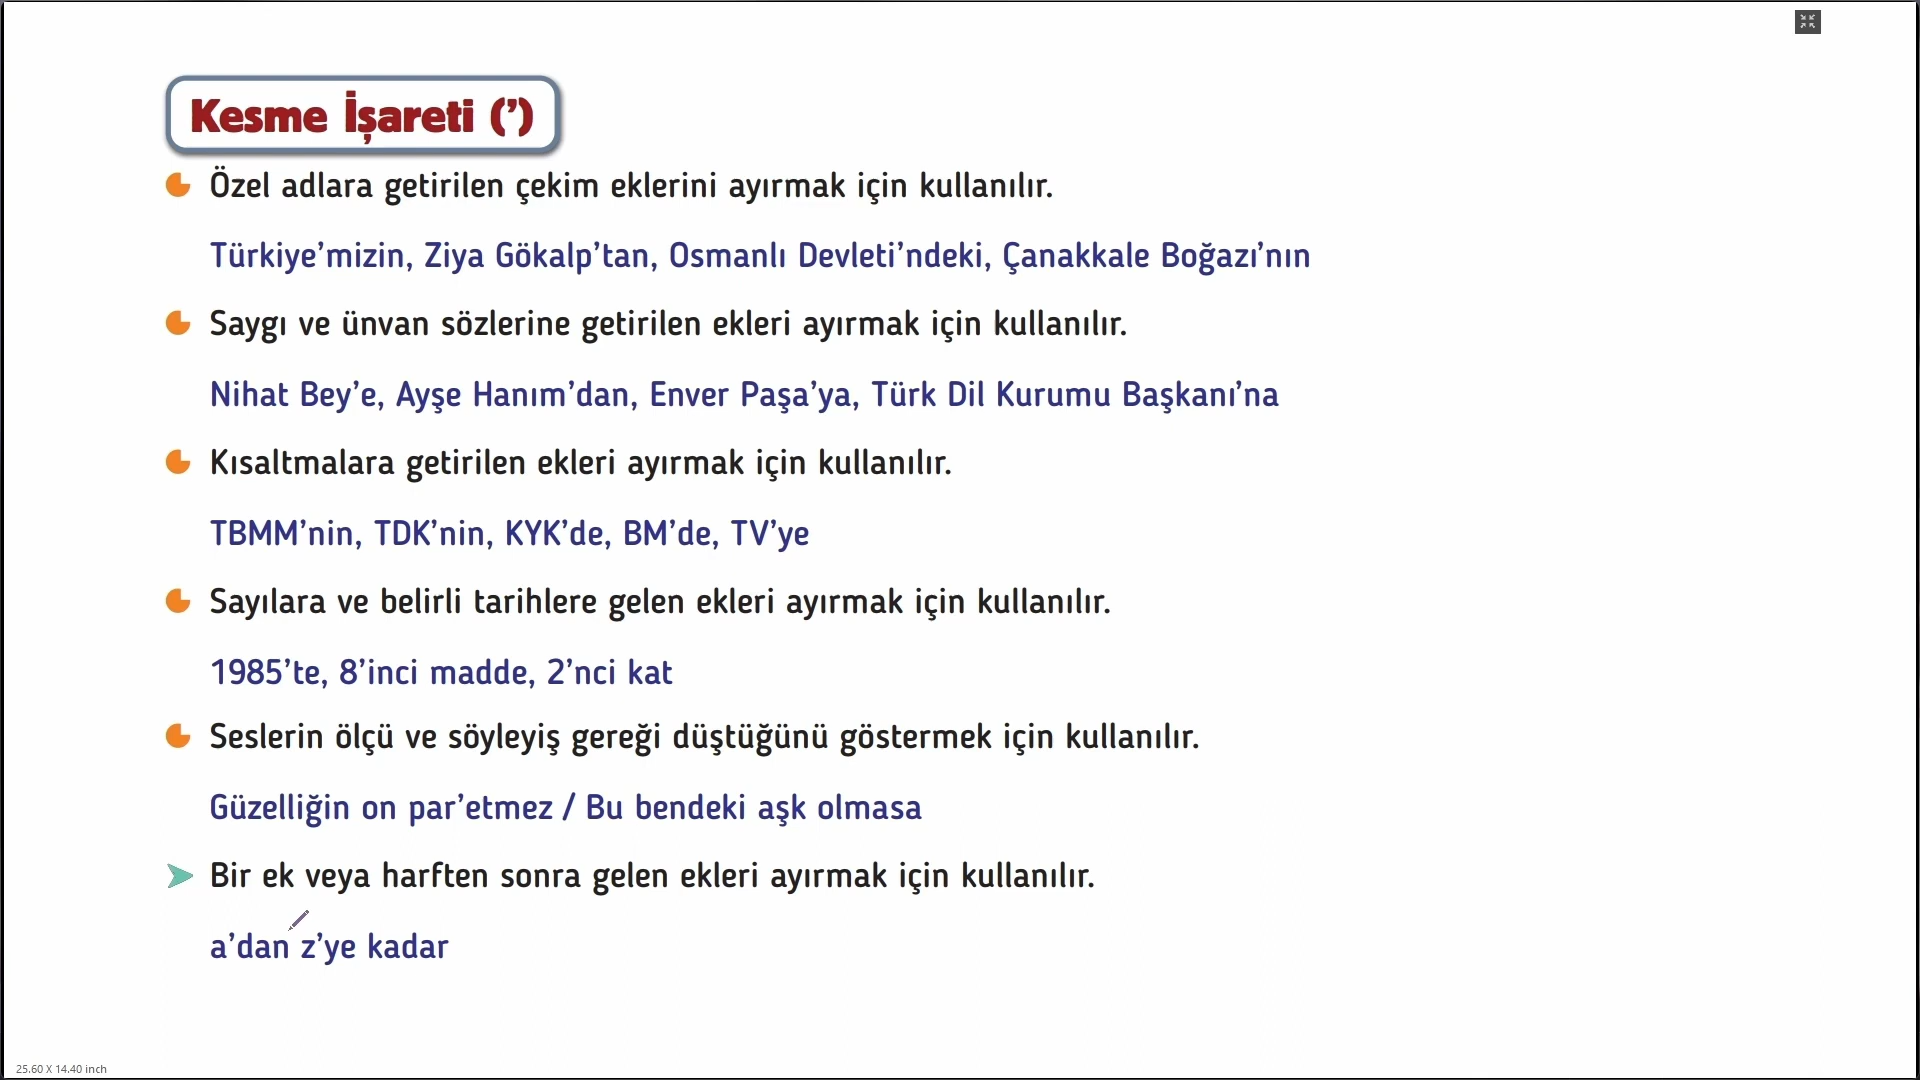 Kesme İşareti (’)
Özel adlara getirilen çekim eklerini ayırmak için kullanılır.
Türkiye’mizin, Ziya Gökalp’tan, Osmanlı Devleti’ndeki, Çanakkale Boğazı’nın
Saygı ve ünvan sözlerine getirilen ekleri ayırmak için kullanılır.
Nihat Bey’e, Ayşe Hanım’dan, Enver Paşa’ya, Türk Dil Kurumu Başkanı’na
Kısaltmalara getirilen ekleri ayırmak için kullanılır.
TBMM’nin, TDK’nin, KYK’de, BM’de, TV’ye
Sayılara ve belirli tarihlere gelen ekleri ayırmak için kullanılır.
1985’te, 8’inci madde, 2’nci kat
Seslerin ölçü ve söyleyiş gereği düştüğünü göstermek için kullanılır.
Güzelliğin on par’etmez / Bu bendeki aşk olmasa
Bir ek veya harften sonra gelen ekleri ayırmak için kullanılır.
a’dan z’ye kadar
25.60 X 14.40 inch